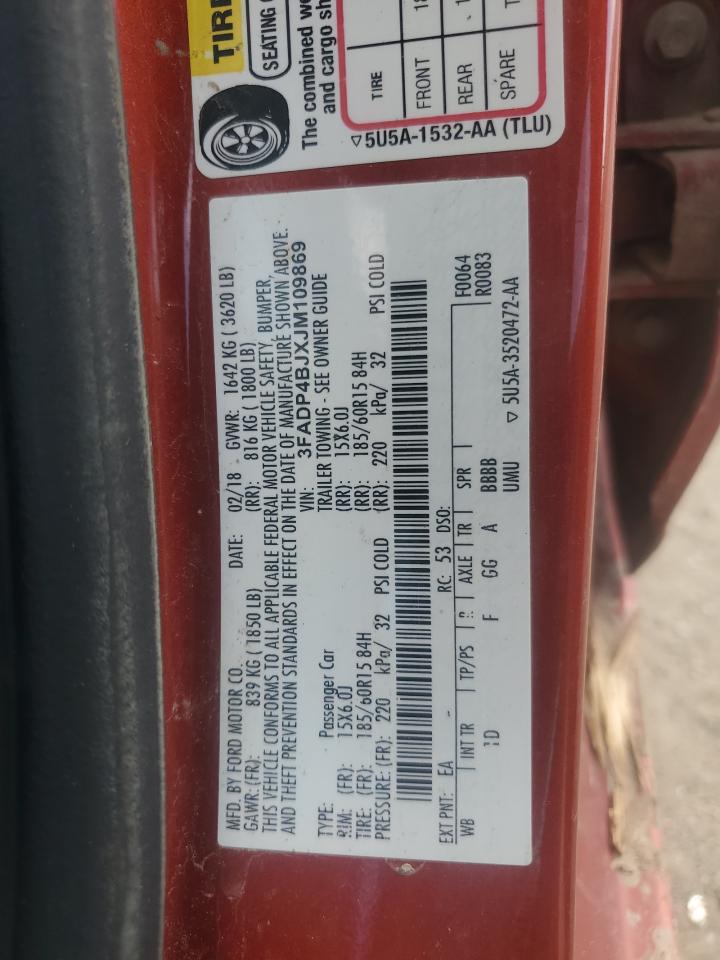 TIRE
SEATING
The combined we
and cargo sh
TIRE
FRONT 18
REAR 1
SPARE T
▽5U5A-1532-AA (TLU)
MFD. BY FORD MOTOR CO. DATE: 02/18 GVWR: 1642 KG ( 3620 LB)
GAWR: (FR): 839 KG ( 1850 LB) (RR): 816 KG ( 1800 LB)
THIS VEHICLE CONFORMS TO ALL APPLICABLE FEDERAL MOTOR VEHICLE SAFETY, BUMPER,
AND THEFT PREVENTION STANDARDS IN EFFECT ON THE DATE OF MANUFACTURE SHOWN ABOVE.
VIN: 3FADP4BJXJM109869
TYPE: Passenger Car TRAILER TOWING - SEE OWNER GUIDE
RIM: (FR): 15X6.0J (RR): 15X6.0J
TIRE: (FR): 185/60R15 84H (RR): 185/60R15 84H
PRESSURE: (FR): 220 kPa/ 32 PSI COLD (RR): 220 kPa/ 32 PSI COLD
EXT PNT: EA - RC: 53 DSO:
WB INT TR TP/PS R AXLE TR SPR F0064
1D F GG A BBBB R0083
UMU
▽ 5U5A-3520472-AA